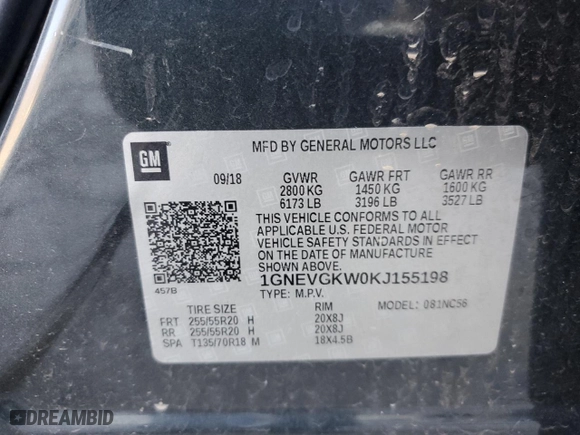 GM
MFD BY GENERAL MOTORS LLC
09/18 GVWR GAWR FRT GAWR RR
2800 KG 1450 KG 1600 KG
6173 LB 3196 LB 3527 LB
THIS VEHICLE CONFORMS TO ALL
APPLICABLE U.S. FEDERAL MOTOR
VEHICLE SAFETY STANDARDS IN EFFECT
ON THE DATE OF MANUFACTURE
SHOWN ABOVE.
1GNEVGKW0KJ155198
457B
TYPE: M.P.V. MODEL: 081NC56
TIRE SIZE RIM
FRT 255/55R20 H 20X8J
RR 255/55R20 H 20X8J
SPA T135/70R18 M 18X4.5B
DREAMBID